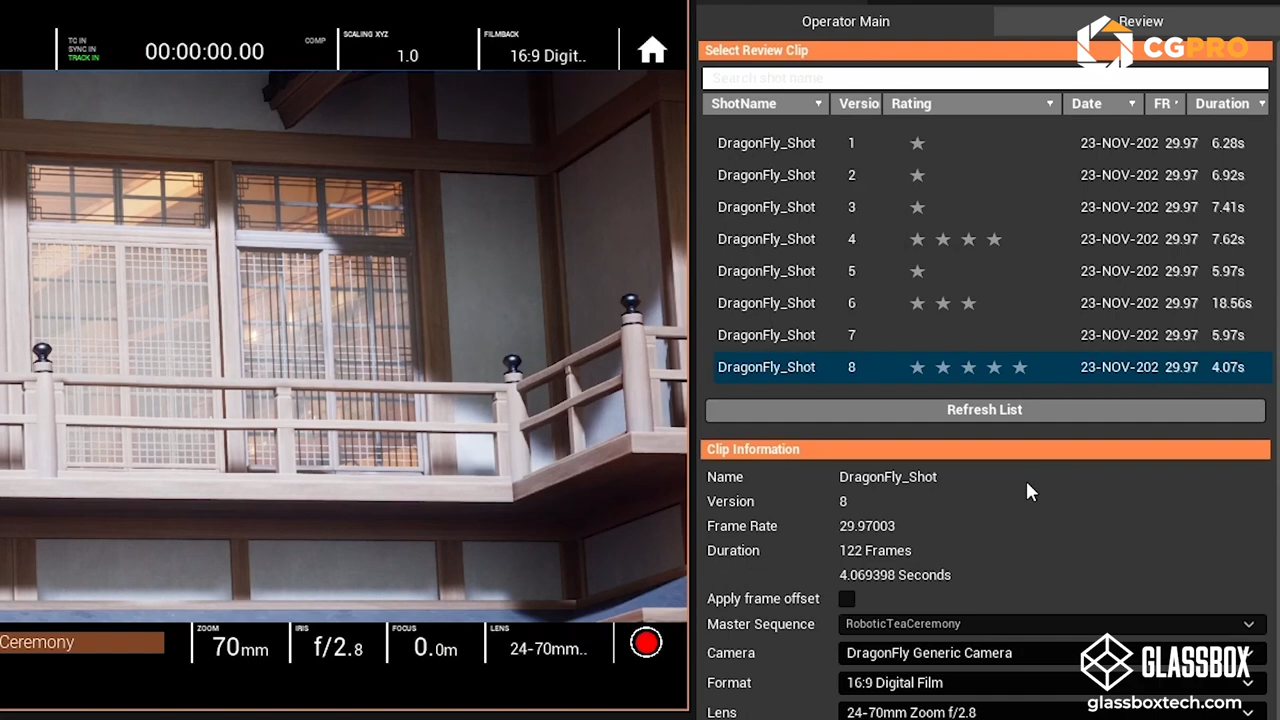 TC IN
SYNC IN
TRACK IN
00:00:00.00
COMP
SCALING XYZ
1.0
FILMBACK
16:9 Digit..
Ceremony
ZOOM
70mm
IRIS
f/2.8
FOCUS
0.0m
LENS
24-70mm..
Operator Main
Review
CGPRO
Select Review Clip
Search shot name
ShotName Versio Rating Date FR Duration
DragonFly_Shot 1 ★ 23-NOV-202 29.97 6.28s
DragonFly_Shot 2 ★ 23-NOV-202 29.97 6.92s
DragonFly_Shot 3 ★ 23-NOV-202 29.97 7.41s
DragonFly_Shot 4 ★ ★ ★ ★ 23-NOV-202 29.97 7.62s
DragonFly_Shot 5 ★ 23-NOV-202 29.97 5.97s
DragonFly_Shot 6 ★ ★ ★ 23-NOV-202 29.97 18.56s
DragonFly_Shot 7 23-NOV-202 29.97 5.97s
DragonFly_Shot 8 ★ ★ ★ ★ ★ 23-NOV-202 29.97 4.07s
Refresh List
Clip Information
Name DragonFly_Shot
Version 8
Frame Rate 29.97003
Duration 122 Frames
4.069398 Seconds
Apply frame offset
Master Sequence RoboticTeaCeremony
Camera DragonFly Generic Camera
Format 16:9 Digital Film
Lens 24-70mm Zoom f/2.8
GLASSBOX
glassboxtech.com